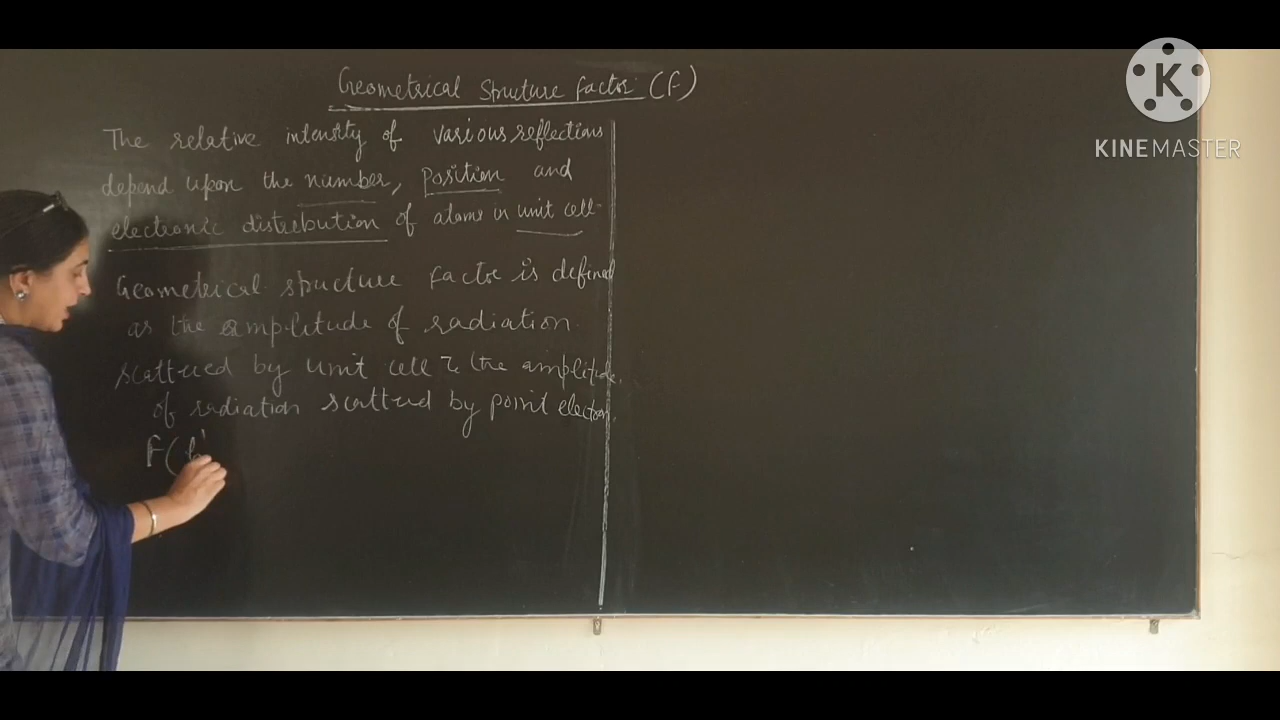 Geometrical Structure factor (F)
The relative intensity of various reflections
depend upon the number, position and
electronic distribution of atoms in unit cell.
Geometrical structure factor is defined
as the amplitude of radiation
scattered by unit cell to the amplitude
of radiation scattered by point electron.
F(h'
K
KINEMASTER